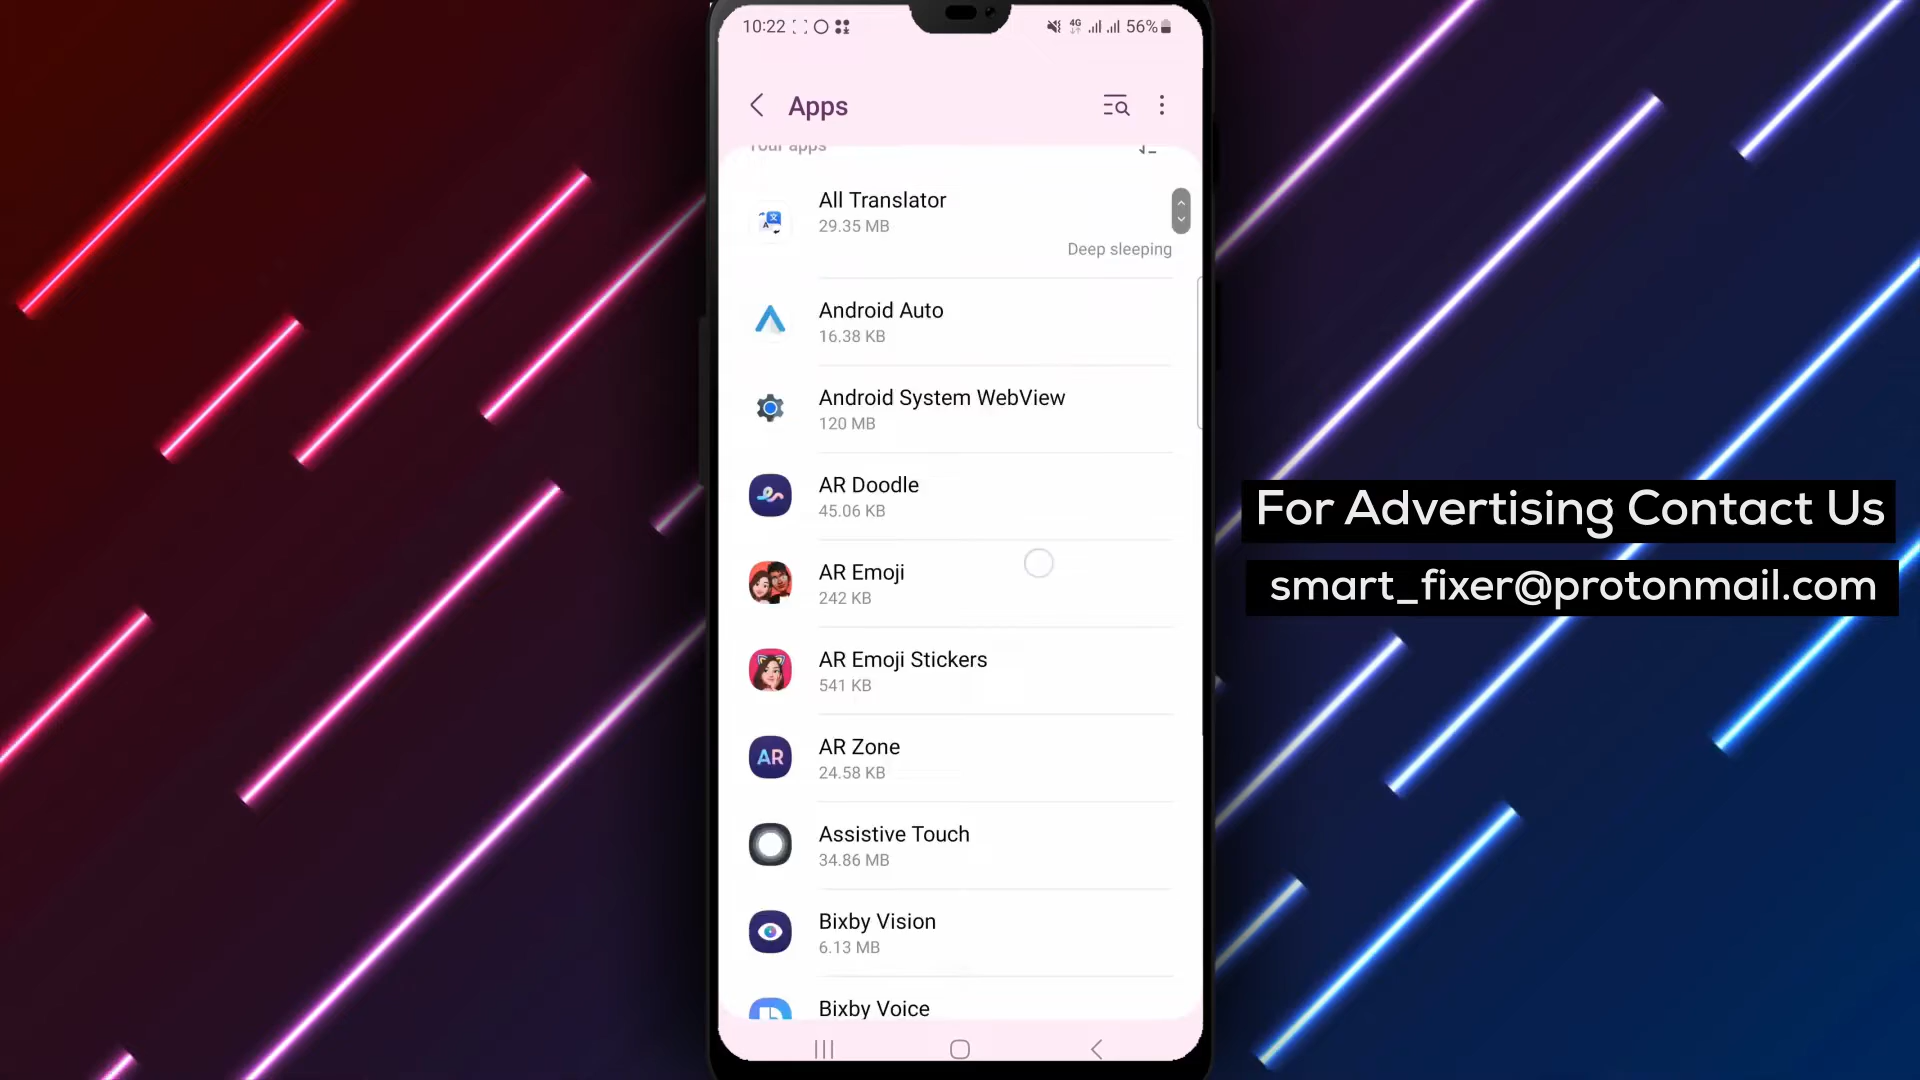 10:22 4G 56%
Apps
Your apps
All Translator
29.35 MB
Deep sleeping
Android Auto
16.38 KB
Android System WebView
120 MB
AR Doodle
45.06 KB
AR Emoji
242 KB
AR Emoji Stickers
541 KB
AR
AR Zone
24.58 KB
Assistive Touch
34.86 MB
Bixby Vision
6.13 MB
Bixby Voice
For Advertising Contact Us
smart_fixer@protonmail.com